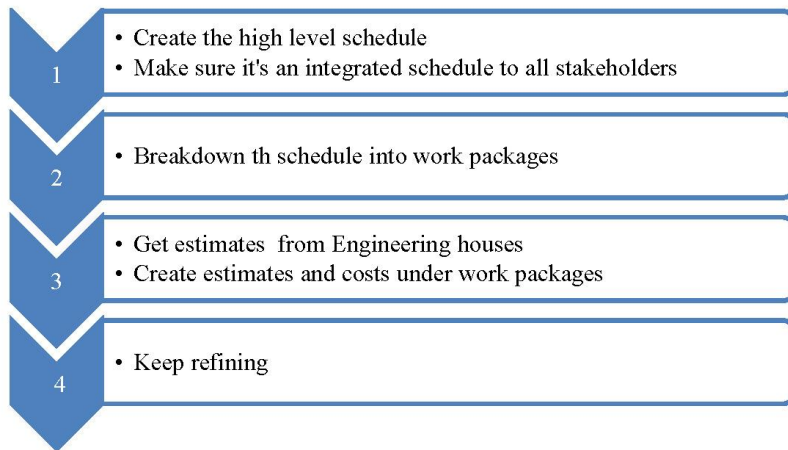 1
• Create the high level schedule
• Make sure it's an integrated schedule to all stakeholders
2
• Breakdown th schedule into work packages
3
• Get estimates  from Engineering houses
• Create estimates and costs under work packages
4
• Keep refining